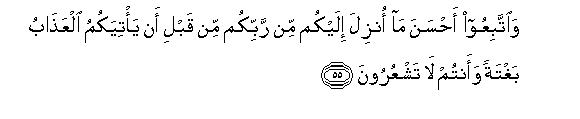 وَٱتَّبِعُوٓا۟ أَحْسَنَ مَآ أُنزِلَ إِلَيْكُم مِّن رَّبِّكُم مِّن قَبْلِ أَن يَأْتِيَكُمُ ٱلْعَذَابُ
بَغْتَةً وَأَنتُمْ لَا تَشْعُرُونَ ٥٥